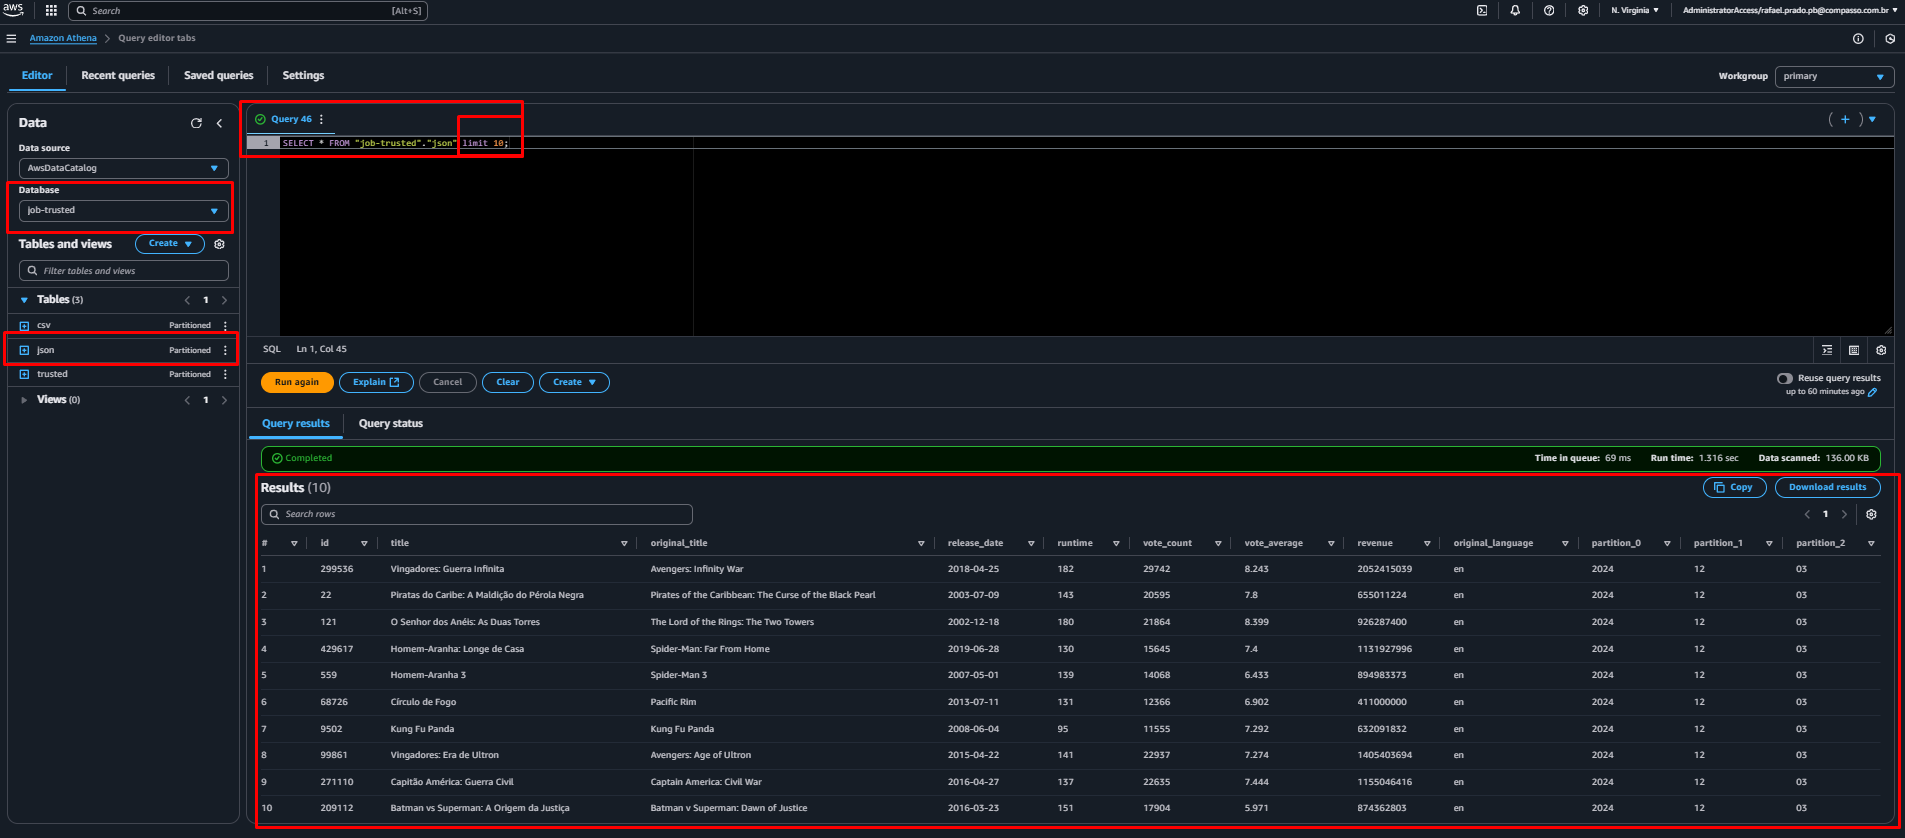 aws Search [Alt+S] N. Virginia AdministratorAccess/rafael.prado.pb@compasso.com.br
Amazon Athena > Query editor tabs
Editor Recent queries Saved queries Settings Workgroup primary
Data
Data source
AwsDataCatalog
Database
job-trusted
Tables and views Create
Filter tables and views
Tables (3) < 1 >
csv Partitioned
json Partitioned
trusted Partitioned
Views (0) < 1 >
Query 46
1 SELECT * FROM "job-trusted"."json" limit 10;
SQL Ln 1, Col 45
Run again Explain Cancel Clear Create
Reuse query results
up to 60 minutes ago
Query results Query status
Completed Time in queue: 69 ms Run time: 1.316 sec Data scanned: 136.00 KB
Results (10) Copy Download results
Search rows < 1 >
# id title original_title release_date runtime vote_count vote_average revenue original_language partition_0 partition_1 partition_2
1 299536 Vingadores: Guerra Infinita Avengers: Infinity War 2018-04-25 182 29742 8.243 2052415039 en 2024 12 03
2 22 Piratas do Caribe: A Maldição do Pérola Negra Pirates of the Caribbean: The Curse of the Black Pearl 2003-07-09 143 20595 7.8 655011224 en 2024 12 03
3 121 O Senhor dos Anéis: As Duas Torres The Lord of the Rings: The Two Towers 2002-12-18 180 21864 8.399 926287400 en 2024 12 03
4 429617 Homem-Aranha: Longe de Casa Spider-Man: Far From Home 2019-06-28 130 15645 7.4 1131927996 en 2024 12 03
5 559 Homem-Aranha 3 Spider-Man 3 2007-05-01 139 14068 6.433 894983373 en 2024 12 03
6 68726 Círculo de Fogo Pacific Rim 2013-07-11 131 12366 6.902 411000000 en 2024 12 03
7 9502 Kung Fu Panda Kung Fu Panda 2008-06-04 95 11555 7.292 632091832 en 2024 12 03
8 99861 Vingadores: Era de Ultron Avengers: Age of Ultron 2015-04-22 141 22937 7.274 1405403694 en 2024 12 03
9 271110 Capitão América: Guerra Civil Captain America: Civil War 2016-04-27 137 22635 7.444 1155046416 en 2024 12 03
10 209112 Batman vs Superman: A Origem da Justiça Batman v Superman: Dawn of Justice 2016-03-23 151 17904 5.971 874362803 en 2024 12 03